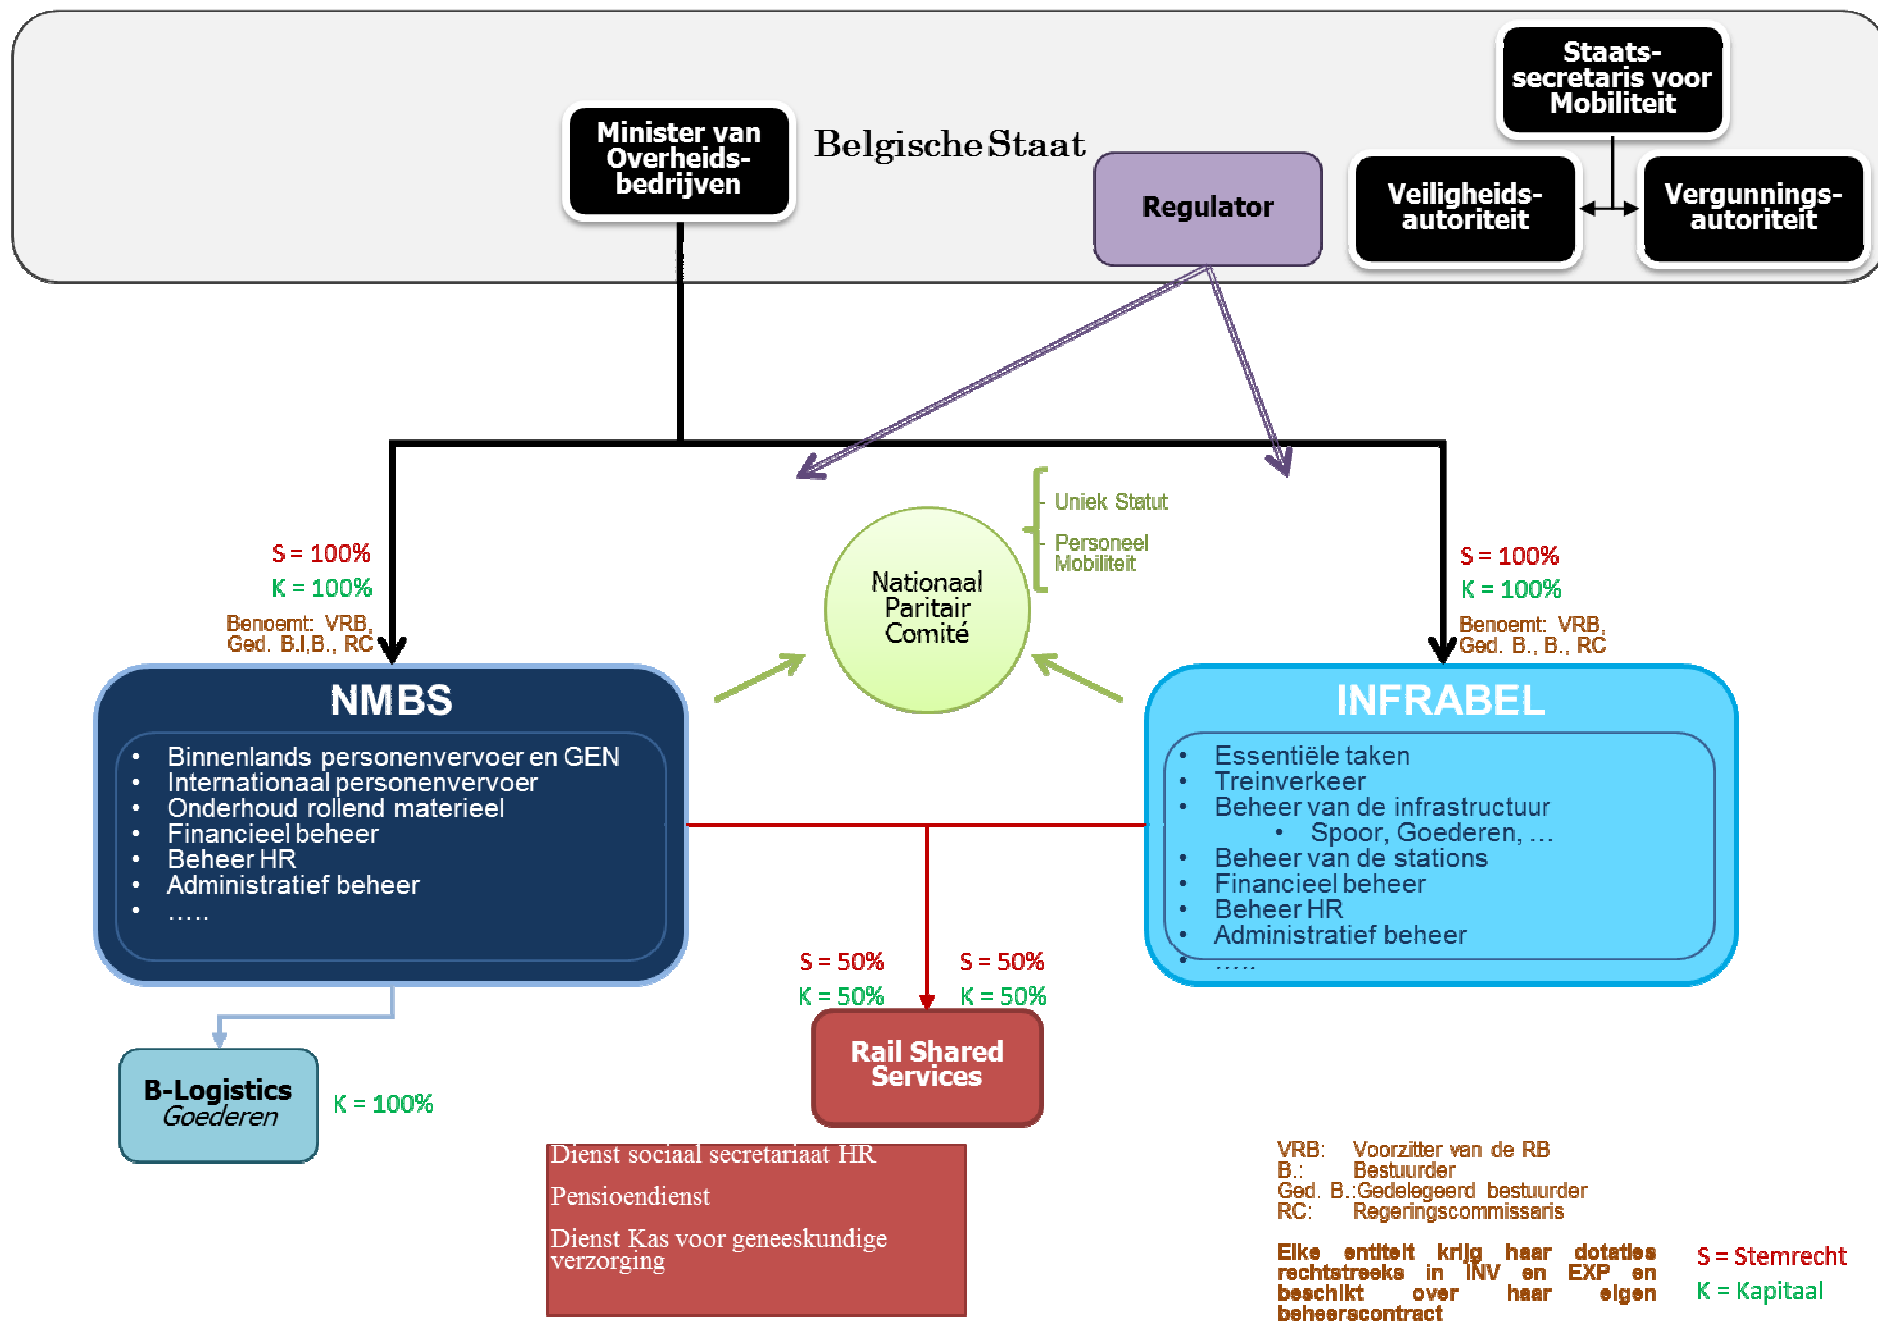 Staats-
secretaris voor
Mobiliteit
Minister van
Overheids-
bedrijven
Belgische Staat
Regulator
Veiligheids-
autoriteit
Vergunnings-
autoriteit
- Uniek Statut
- Personeel
Mobiliteit
Nationaal
Paritair
Comité
S = 100%
K = 100%
Benoemt: VRB,
Ged. B.I,B., RC
S = 100%
K = 100%
Benoemt: VRB,
Ged. B., B., RC
NMBS
• Binnenlands personenvervoer en GEN
• Internationaal personenvervoer
• Onderhoud rollend materieel
• Financieel beheer
• Beheer HR
• Administratief beheer
• …..
INFRABEL
• Essentiële taken
• Treinverkeer
• Beheer van de infrastructuur
• Spoor, Goederen, …
• Beheer van de stations
• Financieel beheer
• Beheer HR
• Administratief beheer
• …..
S = 50%
K = 50%
S = 50%
K = 50%
Rail Shared
Services
B-Logistics
Goederen
K = 100%
Dienst sociaal secretariaat HR
Pensioendienst
Dienst Kas voor geneeskundige
verzorging
VRB: Voorzitter van de RB
B.: Bestuurder
Ged. B.:Gedelegeerd bestuurder
RC: Regeringscommissaris
Elke entiteit krijg haar dotaties
rechtstreeks in INV en EXP en
beschikt over haar eigen
beheerscontract
S = Stemrecht
K = Kapitaal